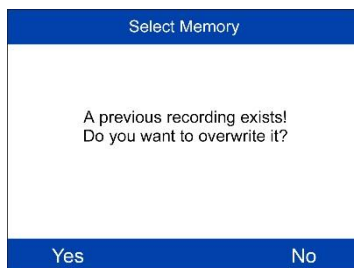 Select Memory
A previous recording exists!
Do you want to overwrite it?
Yes No